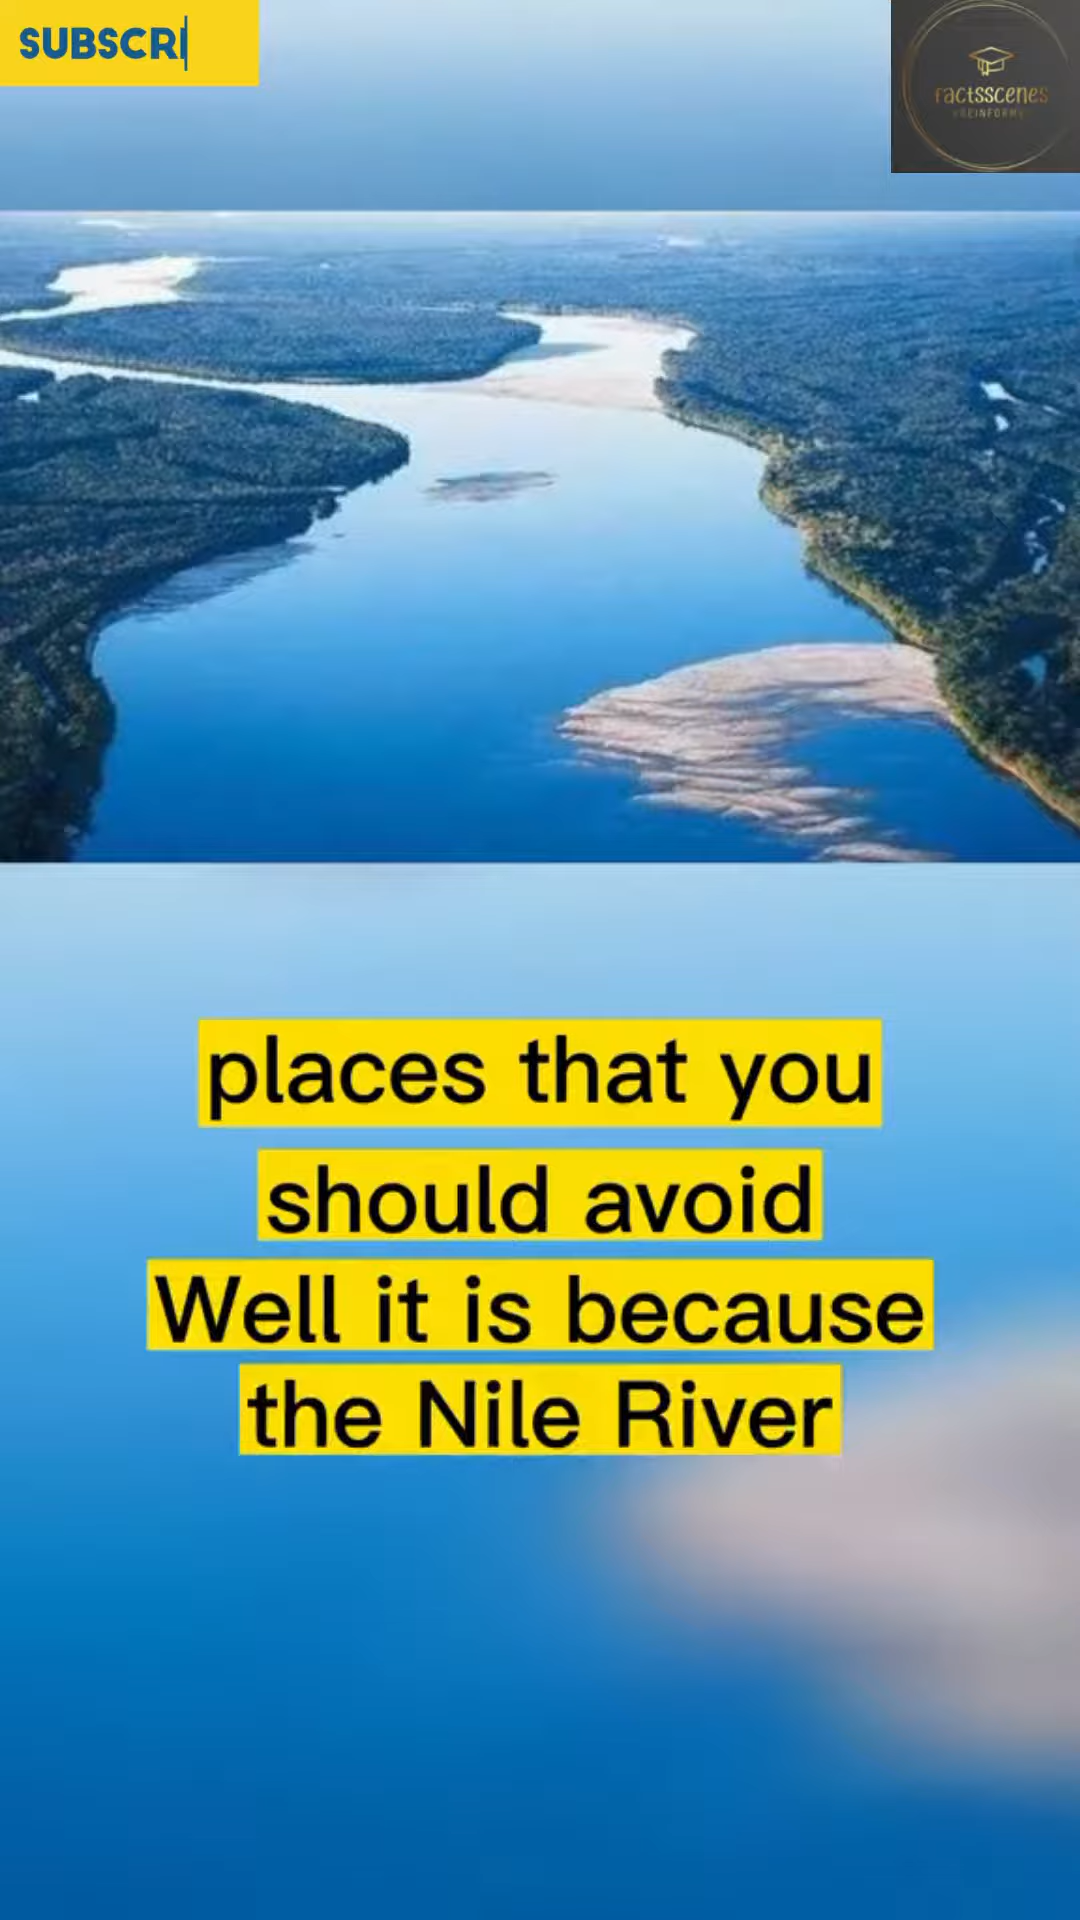 SUBSCRI
factsscenes
places that you
should avoid
Well it is because
the Nile River